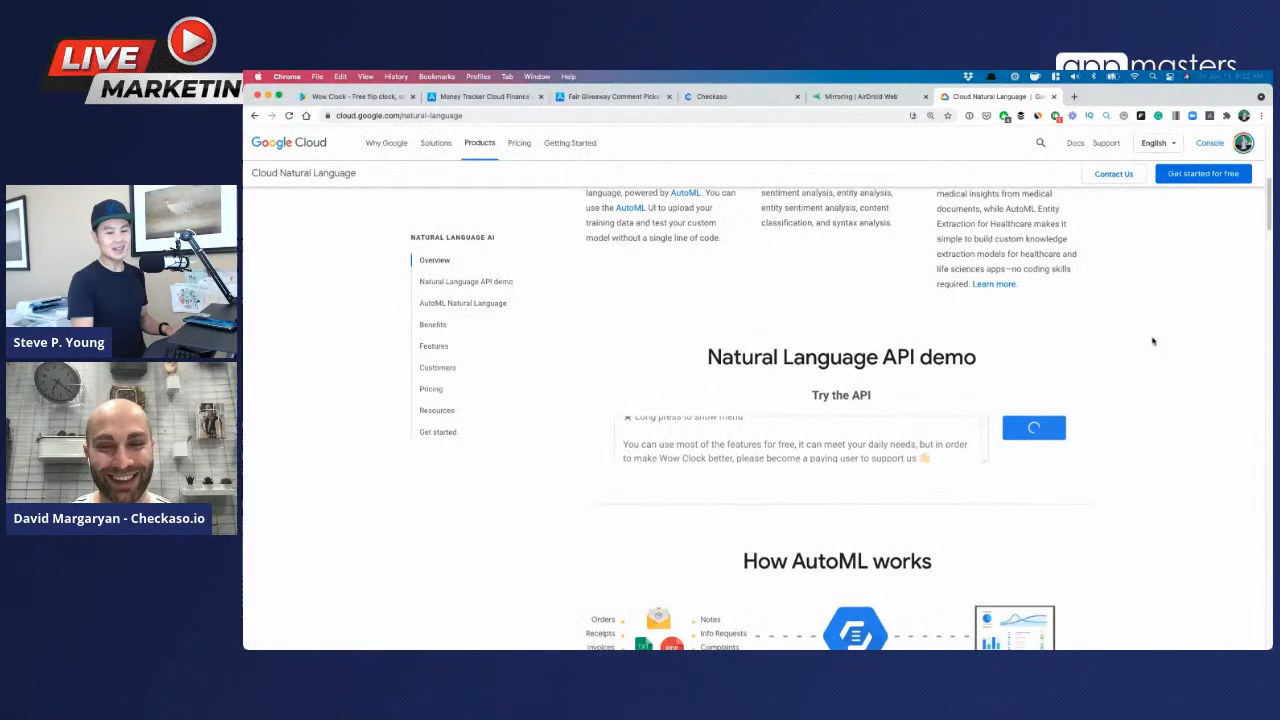 LIVE
MARKETIN
appmasters
Chrome File Edit View History Bookmarks Profiles Tab Window Help
Wow Clock - Free flip clock, s
Money Tracker Cloud Finance
Fair Giveaway Comment Picke
Checkaso
Mirroring | AirDroid Web
Cloud Natural Language | Goo
cloud.google.com/natural-language
Google Cloud
Why Google
Solutions
Products
Pricing
Getting Started
Docs
Support
English
Console
Cloud Natural Language
Contact Us
Get started for free
NATURAL LANGUAGE AI
Overview
Natural Language API demo
AutoML Natural Language
Benefits
Features
Customers
Pricing
Resources
Get started
language, powered by AutoML. You can
use the AutoML UI to upload your
training data and test your custom
model without a single line of code.
sentiment analysis, entity analysis,
entity sentiment analysis, content
classification, and syntax analysis.
medical insights from medical
documents, while AutoML Entity
Extraction for Healthcare makes it
simple to build custom knowledge
extraction models for healthcare and
life sciences apps—no coding skills
required. Learn more.
Natural Language API demo
Try the API
★ Long press to show menu
You can use most of the features for free, it can meet your daily needs, but in order
to make Wow Clock better, please become a paying user to support us 👏
How AutoML works
Orders
Receipts
Invoices
Notes
Info Requests
Complaints
PDF
Steve P. Young
David Margaryan - Checkaso.io